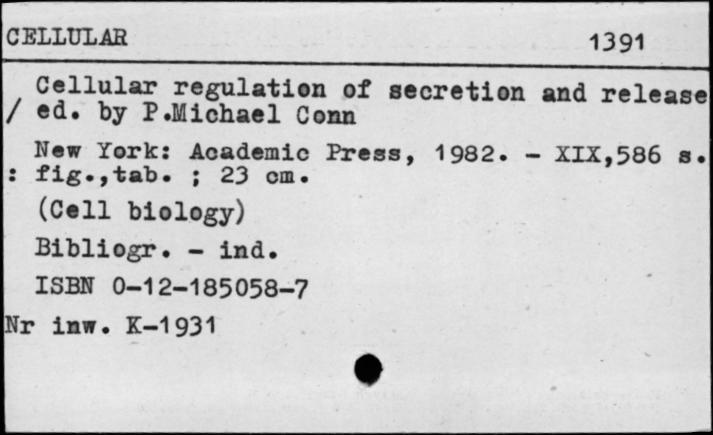 CELLULAR 1391
Cellular regulation of secretion and release
/ ed. by P.Michael Conn
New York: Academic Press, 1982. - XIX,586 s.
: fig.,tab. ; 23 cm.
(Cell biology)
Bibliogr. - ind.
ISBN 0-12-185058-7
Nr inw. K-1931